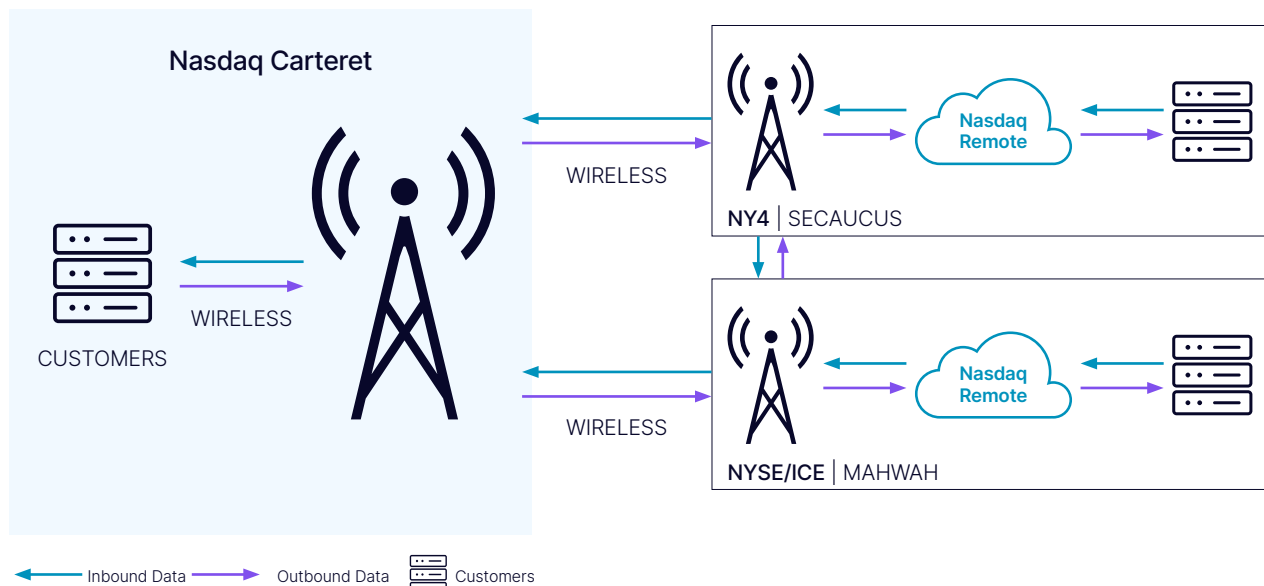 Nasdaq Carteret
WIRELESS
CUSTOMERS
WIRELESS
WIRELESS
Nasdaq
Remote
NY4 | SECAUCUS
Nasdaq
Remote
NYSE/ICE | MAHWAH
Inbound Data
Outbound Data
Customers